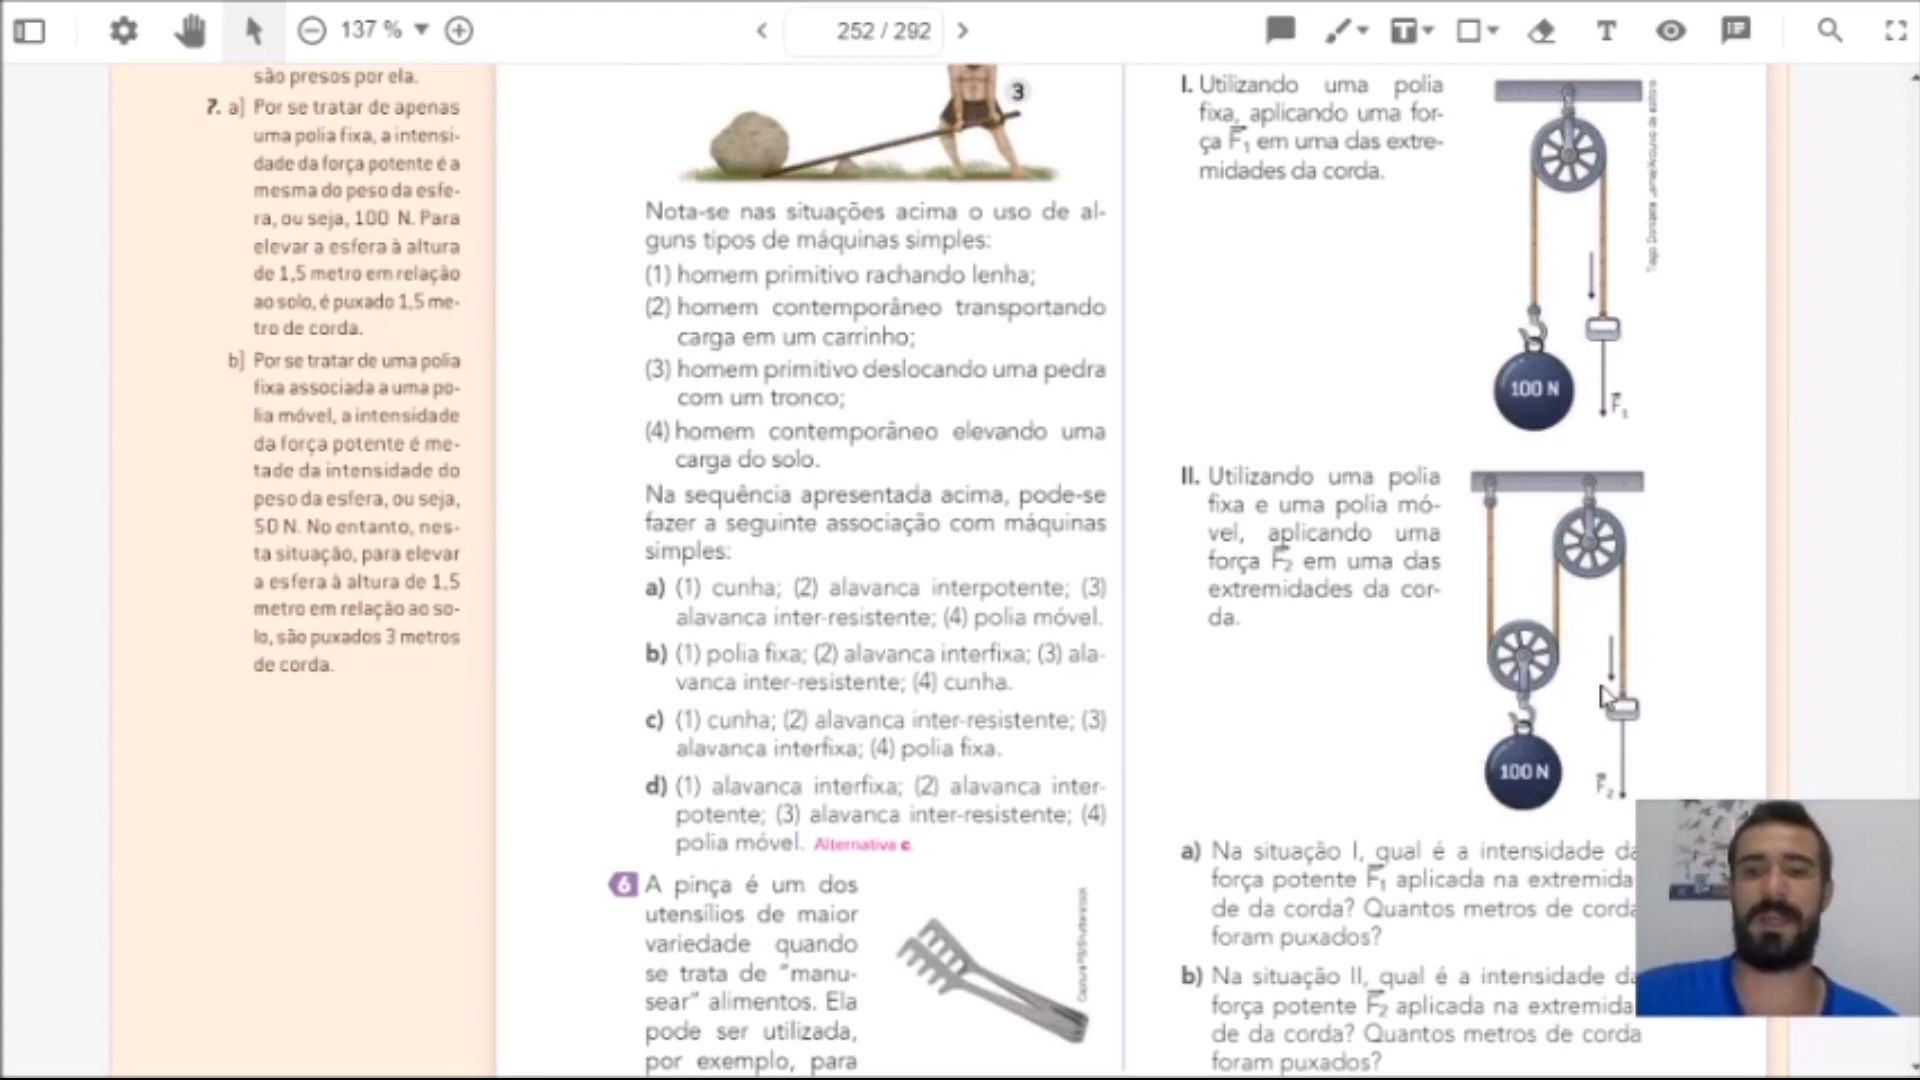 137 %
252 / 292
são presos por ela.
7. a] Por se tratar de apenas
uma polia fixa, a intensi-
dade da força potente é a
mesma do peso da esfe-
ra, ou seja, 100 N. Para
elevar a esfera à altura
de 1,5 metro em relação
ao solo, é puxado 1,5 me-
tro de corda.
b] Por se tratar de uma polia
fixa associada a uma po-
lia móvel, a intensidade
da força potente é me-
tade da intensidade do
peso da esfera, ou seja,
50 N. No entanto, nes-
ta situação, para elevar
a esfera à altura de 1,5
metro em relação ao so-
lo, são puxados 3 metros
de corda.
3
Nota-se nas situações acima o uso de al-
guns tipos de máquinas simples:
(1) homem primitivo rachando lenha;
(2) homem contemporâneo transportando
carga em um carrinho;
(3) homem primitivo deslocando uma pedra
com um tronco;
(4) homem contemporâneo elevando uma
carga do solo.
Na sequência apresentada acima, pode-se
fazer a seguinte associação com máquinas
simples:
a) (1) cunha; (2) alavanca interpotente; (3)
alavanca inter-resistente; (4) polia móvel.
b) (1) polia fixa; (2) alavanca interfixa; (3) ala-
vanca inter-resistente; (4) cunha.
c) (1) cunha; (2) alavanca inter-resistente; (3)
alavanca interfixa; (4) polia fixa.
d) (1) alavanca interfixa; (2) alavanca inter-
potente; (3) alavanca inter-resistente; (4)
polia móvel. Alternativa c.
6 A pinça é um dos
utensílios de maior
variedade quando
se trata de "manu-
sear" alimentos. Ela
pode ser utilizada,
por exemplo, para
I. Utilizando uma polia
fixa, aplicando uma for-
ça F₁ em uma das extre-
midades da corda.
100 N
F₁
II. Utilizando uma polia
fixa e uma polia mó-
vel, aplicando uma
força F₂ em uma das
extremidades da cor-
da.
100 N
F₂
a) Na situação I, qual é a intensidade da
força potente F₁ aplicada na extremida
de da corda? Quantos metros de corda
foram puxados?
b) Na situação II, qual é a intensidade da
força potente F₂ aplicada na extremida
de da corda? Quantos metros de corda
foram puxados?